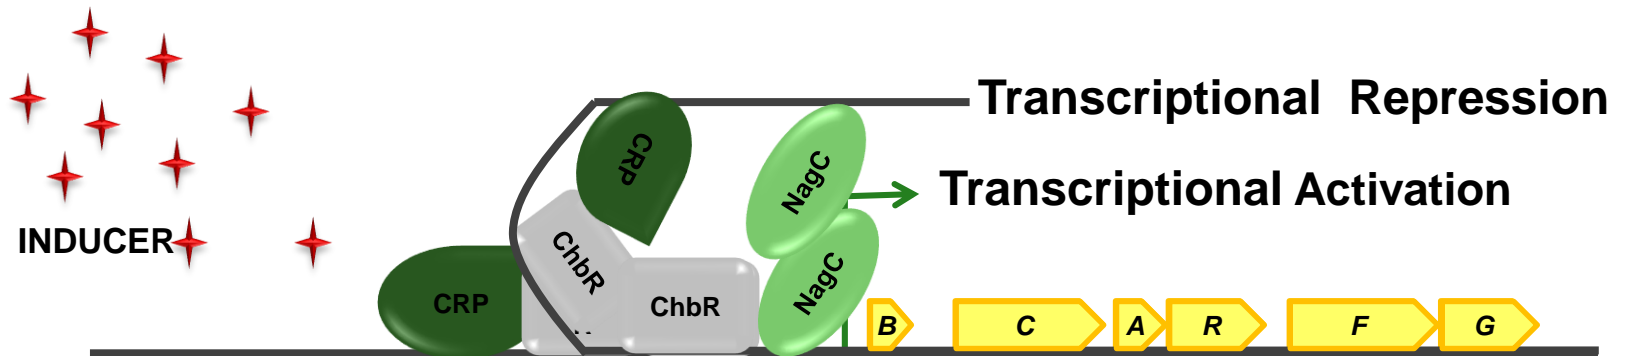 Transcriptional Repression
CRP
NagC
Transcriptional Activation
INDUCER
ChbR
CRP
ChbR
NagC
B
C
A
R
F
G